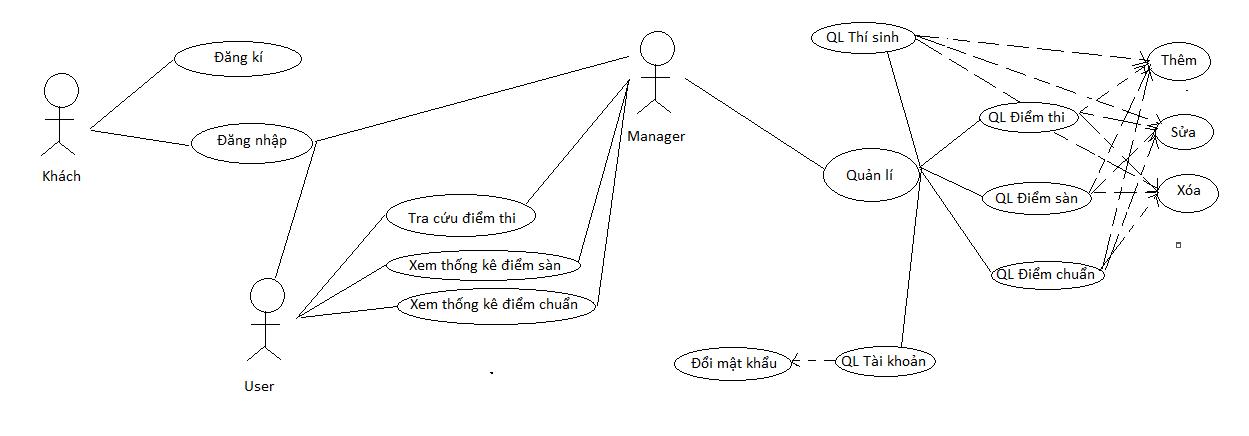 QL Thí sinh
Đăng kí
Thêm
Manager
QL Điểm thi
Sửa
Đăng nhập
Khách
Quản lí
Xóa
QL Điểm sàn
Tra cứu điểm thi
Xem thống kê điểm sàn
QL Điểm chuẩn
Xem thống kê điểm chuẩn
Đổi mật khẩu
QL Tài khoản
User